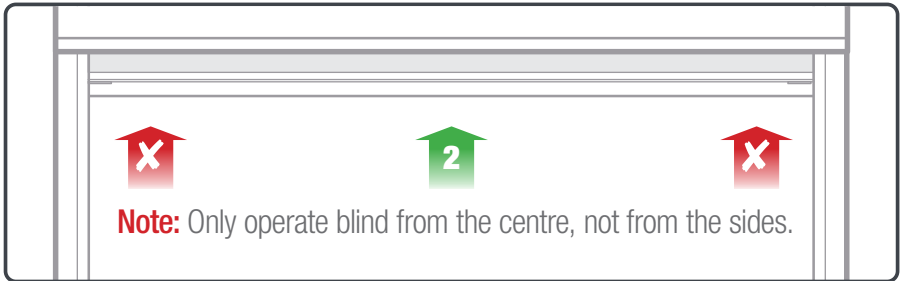 ✘ 2 ✘
Note: Only operate blind from the centre, not from the sides.